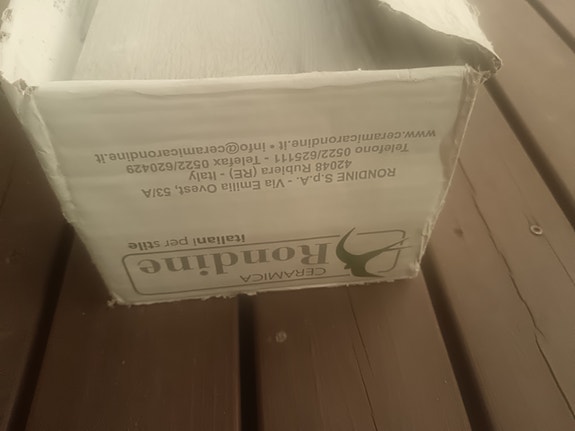 CERAMICA
Rondine
italiani per stile
RONDINE S.p.A. - Via Emilia Ovest, 53/A
42048 Rubiera (RE) - Italy
Telefono 0522/625111 - Telefax 0522/620429
www.ceramicarondine.it • info@ceramicarondine.it